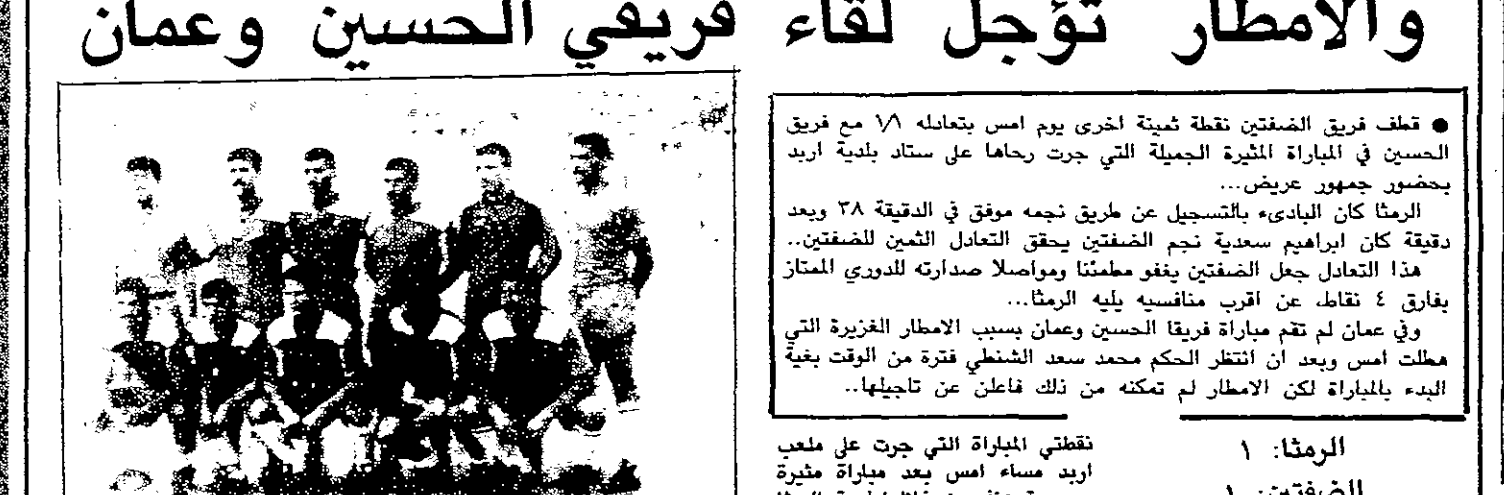 والامطار تؤجل لقاء فريقي الحسين وعمان
● قطف فريق الضفتين نقطة ثمينة اخرى يوم امس بتعادله ١/١ مع فريق
الحسين في المباراة المثيرة الجميلة التي جرت رحاها على ستاد بلدية اربد
بحضور جمهور عريض...
الرمثا كان البادىء بالتسجيل عن طريق نجمه موفق في الدقيقة ٣٨ وبعد
دقيقة كان ابراهيم سعدية نجم الضفتين يحقق التعادل الثمين للضفتين..
هذا التعادل جعل الضفتين يغفو مطمئنا ومواصلا صدارته للدوري الممتاز
بفارق ٤ نقاط عن اقرب منافسيه يليه الرمثا...
وفي عمان لم تقم مباراة فريقا الحسين وعمان بسبب الامطار الغزيرة التي
هطلت امس وبعد ان انتظر الحكم محمد سعد الشنطي فترة من الوقت بغية
البدء بالمباراة لكن الامطار لم تمكنه من ذلك فاعلن عن تاجيلها..
الرمثا: ١
الضفتين: ١
نقطتي المباراة التي جرت على ملعب
اربد مساء امس بعد مباراة مثيرة